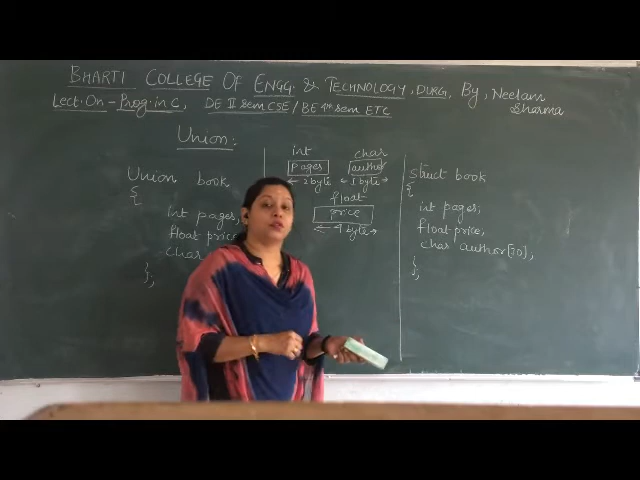 BHARTI COLLEGE OF ENGG. & TECHNOLOGY, DURG, By, Neelam Sharma
Lect. On - Prog. in C, DE II sem CSE / BE 4th sem ETC
Union:
Union book
{
int pages,
float price
char
};
int char
pages author
2 byte 1 byte
float
price
4 byte
struct book
{
int pages,
float price,
char author[30],
}
};